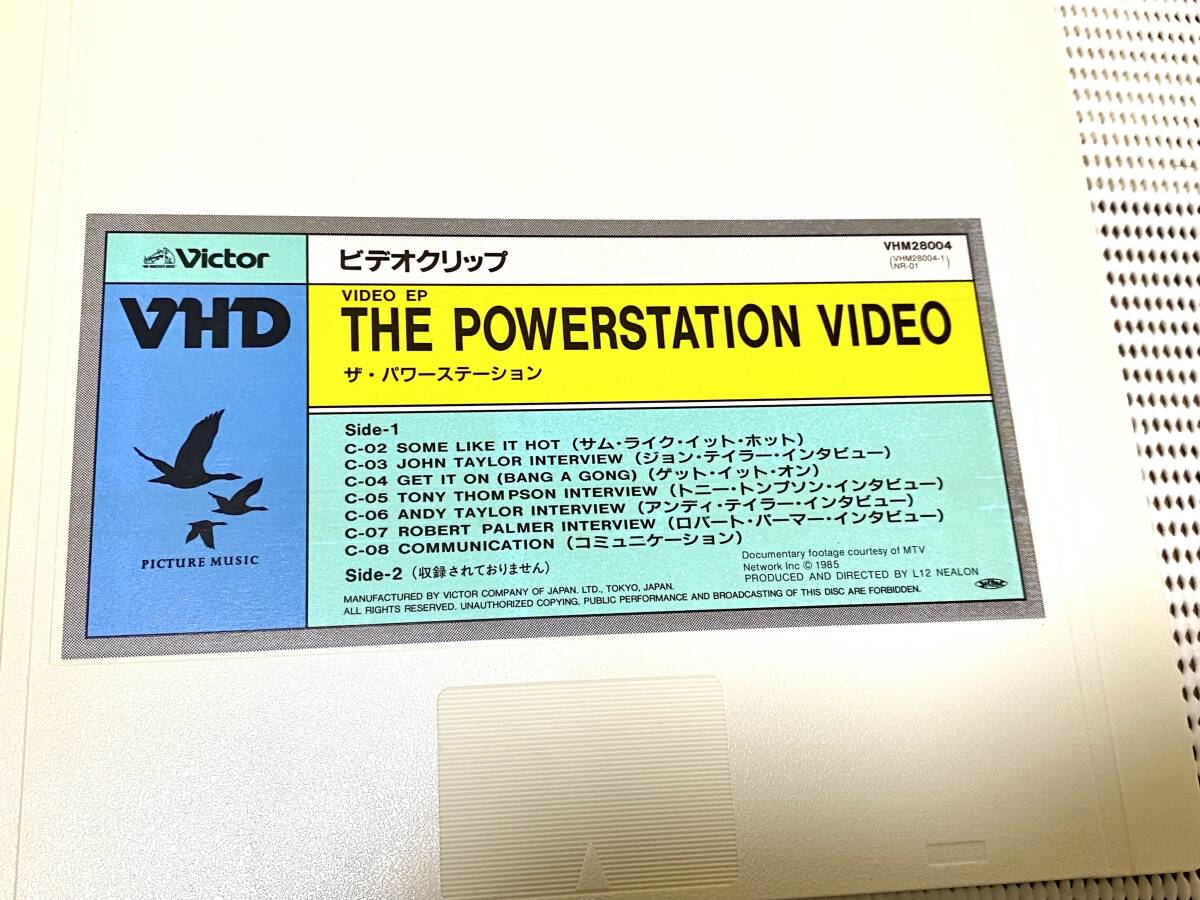 Victor
ビデオクリップ
VHM28004
(VHM28004-1)
NR-01
VHD
VIDEO EP
THE POWERSTATION VIDEO
ザ・パワーステーション
PICTURE MUSIC
Side-1
C-02 SOME LIKE IT HOT (サム・ライク・イット・ホット)
C-03 JOHN TAYLOR INTERVIEW (ジョン・テイラー・インタビュー)
C-04 GET IT ON (BANG A GONG) (ゲット・イット・オン)
C-05 TONY THOMPSON INTERVIEW (トニー・トンプソン・インタビュー)
C-06 ANDY TAYLOR INTERVIEW (アンディ・テイラー・インタビュー)
C-07 ROBERT PALMER INTERVIEW (ロバート・パーマー・インタビュー)
C-08 COMMUNICATION (コミュニケーション)
Side-2 (収録されておりません)
Documentary footage courtesy of MTV
Network Inc © 1985
PRODUCED AND DIRECTED BY L12 NEALON
MANUFACTURED BY VICTOR COMPANY OF JAPAN. LTD., TOKYO, JAPAN.
ALL RIGHTS RESERVED. UNAUTHORIZED COPYING. PUBLIC PERFORMANCE AND BROADCASTING OF THIS DISC ARE FORBIDDEN.